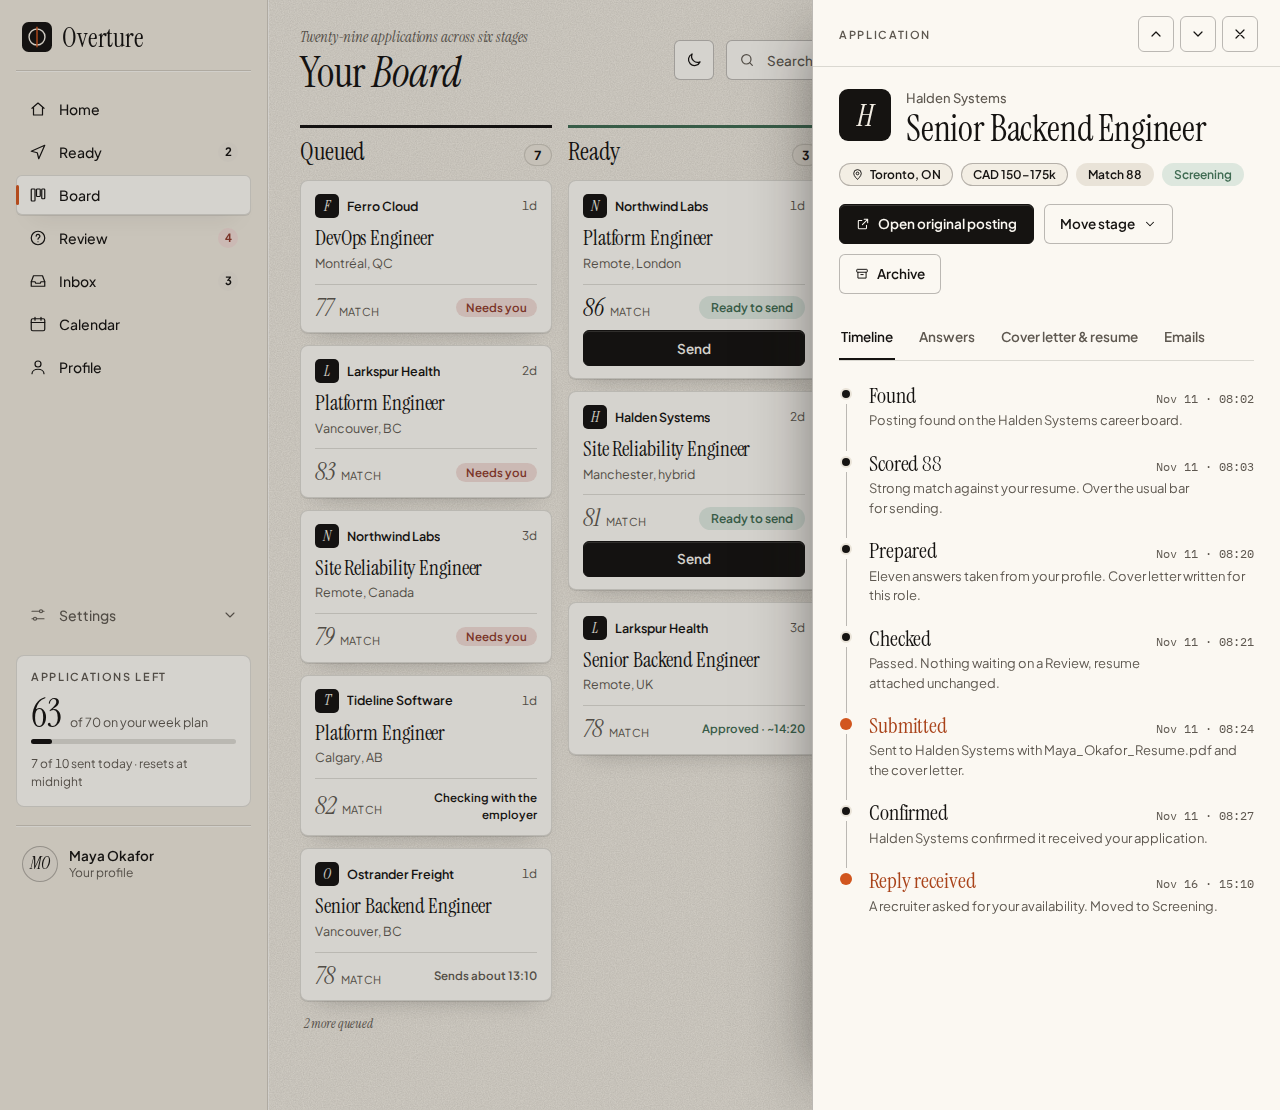 Overture
Home
Ready 2
Board
Review 4
Inbox 3
Calendar
Profile
Settings
APPLICATIONS LEFT
63 of 70 on your week plan
7 of 10 sent today · resets at
midnight
MO
Maya Okafor
Your profile
Twenty-nine applications across six stages
Your Board
Search
Queued 7
F Ferro Cloud 1d
DevOps Engineer
Montréal, QC
77 MATCH Needs you
L Larkspur Health 2d
Platform Engineer
Vancouver, BC
83 MATCH Needs you
N Northwind Labs 3d
Site Reliability Engineer
Remote, Canada
79 MATCH Needs you
T Tideline Software 1d
Platform Engineer
Calgary, AB
82 MATCH Checking with the
employer
O Ostrander Freight 1d
Senior Backend Engineer
Vancouver, BC
78 MATCH Sends about 13:10
2 more queued
Ready 3
N Northwind Labs 1d
Platform Engineer
Remote, London
86 MATCH Ready to send
Send
H Halden Systems 2d
Site Reliability Engineer
Manchester, hybrid
81 MATCH Ready to send
Send
L Larkspur Health 3d
Senior Backend Engineer
Remote, UK
78 MATCH Approved · ~14:20
APPLICATION
H
Halden Systems
Senior Backend Engineer
Toronto, ON
CAD 150–175k
Match 88
Screening
Open original posting
Move stage
Archive
Timeline
Answers
Cover letter & resume
Emails
Found Nov 11 · 08:02
Posting found on the Halden Systems career board.
Scored 88 Nov 11 · 08:03
Strong match against your resume. Over the usual bar
for sending.
Prepared Nov 11 · 08:20
Eleven answers taken from your profile. Cover letter written for
this role.
Checked Nov 11 · 08:21
Passed. Nothing waiting on a Review, resume
attached unchanged.
Submitted Nov 11 · 08:24
Sent to Halden Systems with Maya_Okafor_Resume.pdf and
the cover letter.
Confirmed Nov 11 · 08:27
Halden Systems confirmed it received your application.
Reply received Nov 16 · 15:10
A recruiter asked for your availability. Moved to Screening.